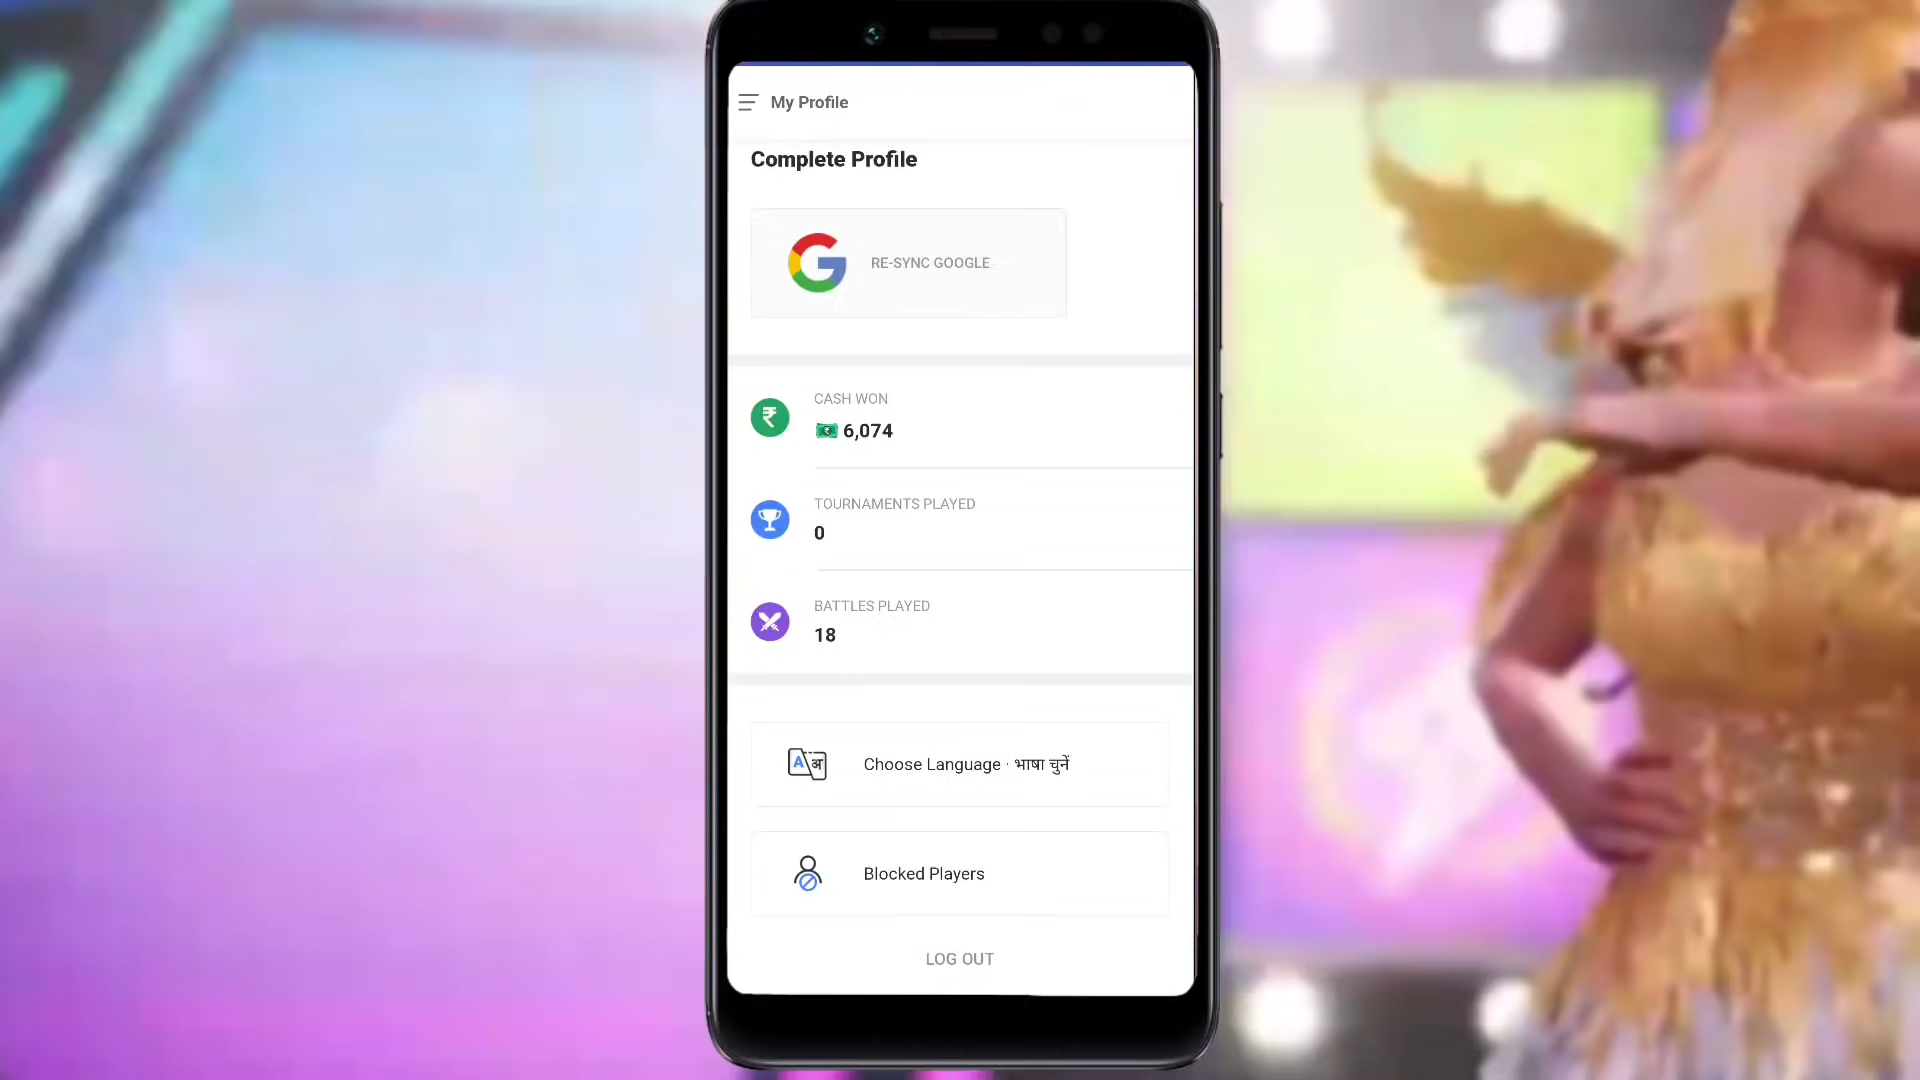 My Profile
Complete Profile
RE-SYNC GOOGLE
CASH WON
6,074
TOURNAMENTS PLAYED
0
BATTLES PLAYED
18
Choose Language · भाषा चुनें
Blocked Players
LOG OUT